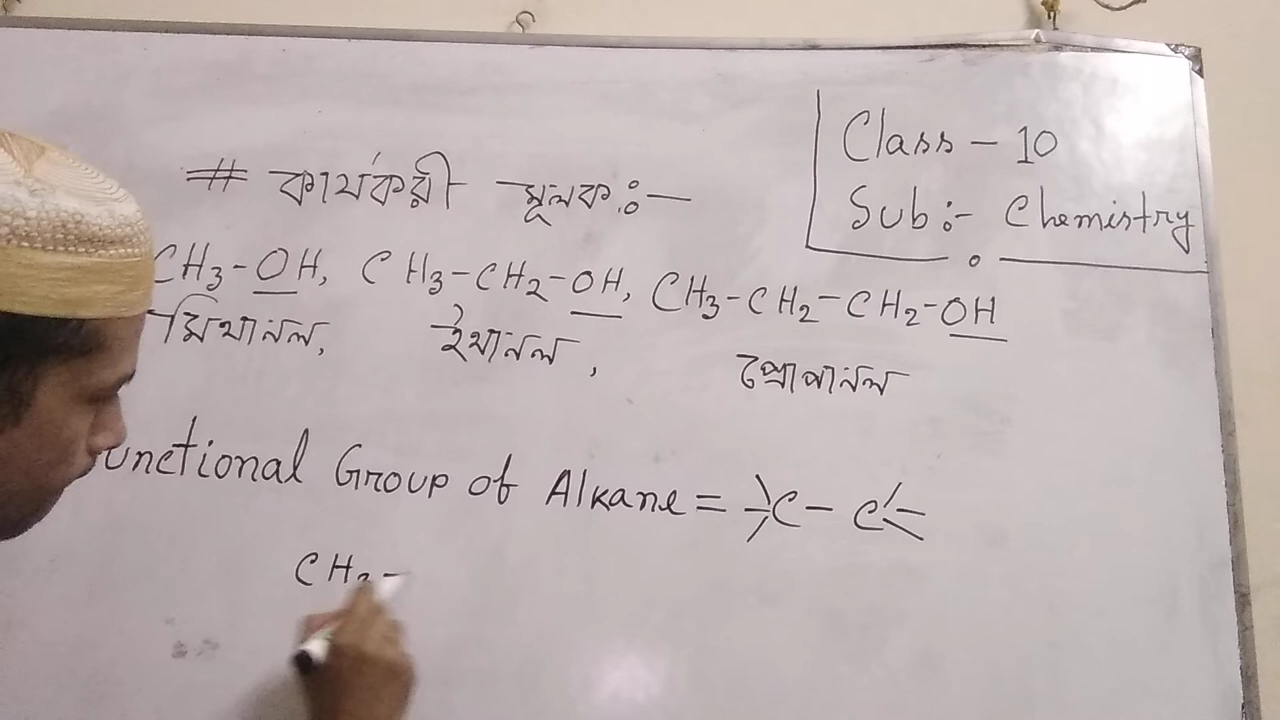 Class - 10
Sub:- Chemistry
# কার্যকরী মূলক :-
CH3-OH, CH3-CH2-OH, CH3-CH2-CH2-OH
মিথানল, ইথানল, প্রোপানল
unctional Group of Alkane = C - C
CH3 -